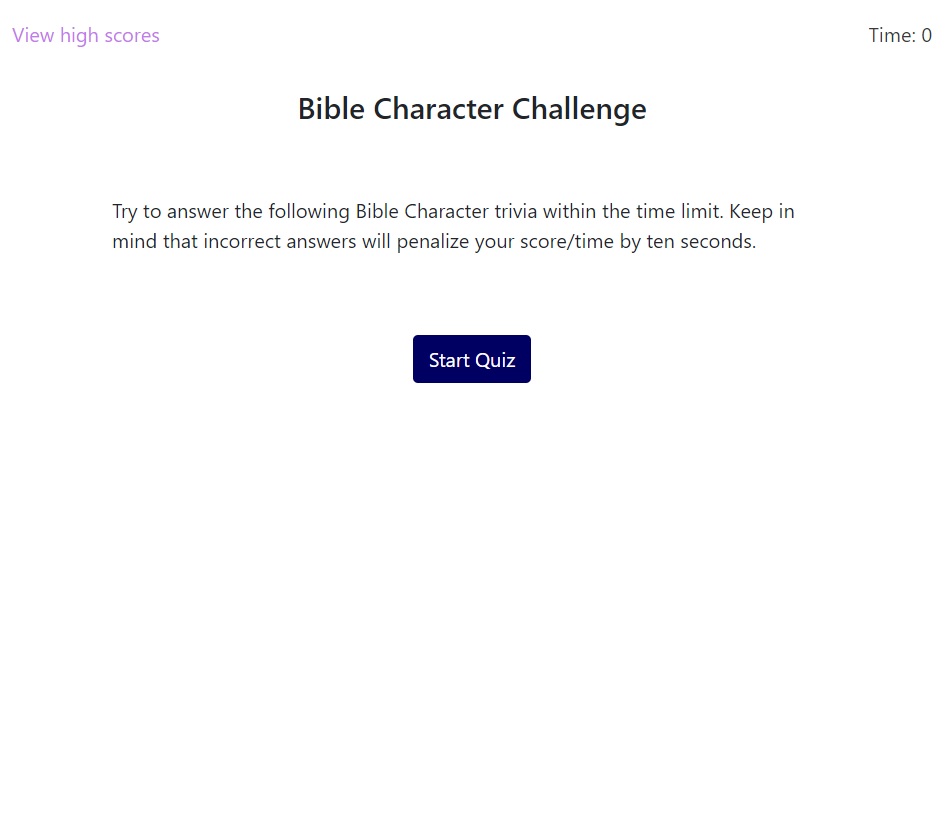 View high scores
Time: 0
Bible Character Challenge
Try to answer the following Bible Character trivia within the time limit. Keep in
mind that incorrect answers will penalize your score/time by ten seconds.
Start Quiz